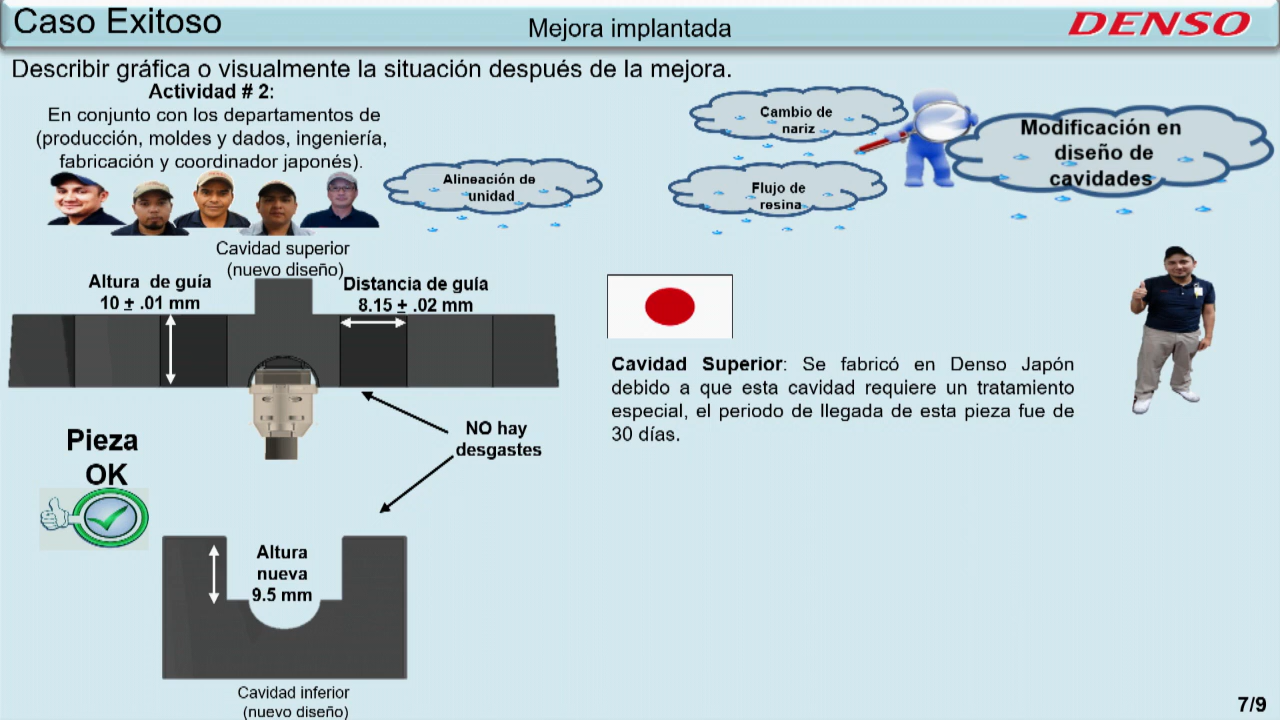 Caso Exitoso
Mejora implantada
DENSO
Describir gráfica o visualmente la situación después de la mejora.
Actividad # 2:
En conjunto con los departamentos de
(producción, moldes y dados, ingeniería,
fabricación y coordinador japonés).
Alineación de
unidad
Cambio de
nariz
Flujo de
resina
Modificación en
diseño de
cavidades
Cavidad superior
(nuevo diseño)
Altura de guía
10 ± .01 mm
Distancia de guía
8.15 ± .02 mm
Cavidad Superior: Se fabricó en Denso Japón
debido a que esta cavidad requiere un tratamiento
especial, el periodo de llegada de esta pieza fue de
30 días.
NO hay
desgastes
Pieza
OK
Altura
nueva
9.5 mm
Cavidad inferior
(nuevo diseño)
7/9